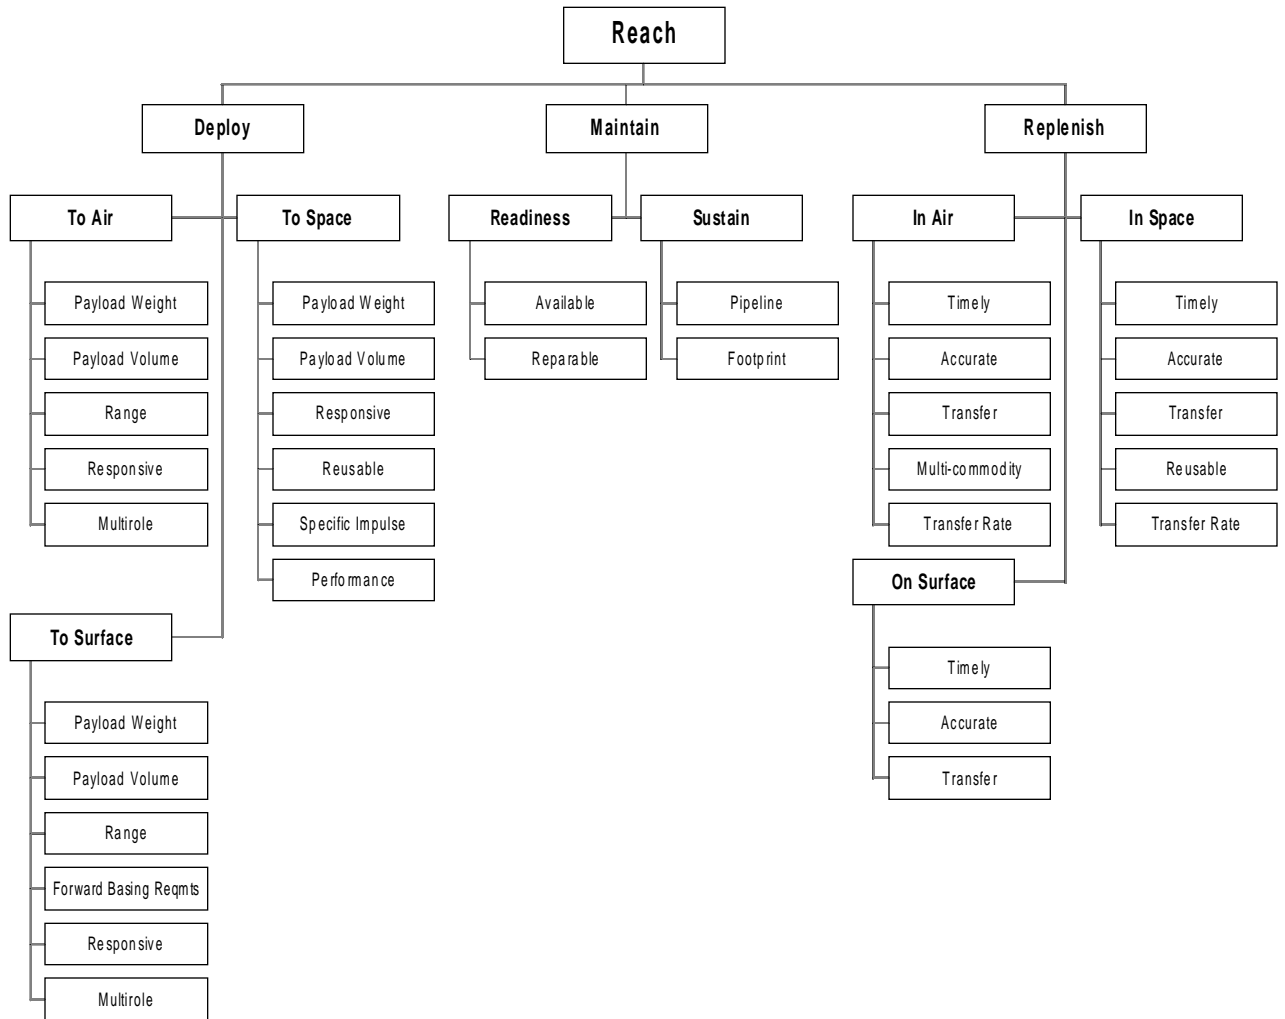 Reach
Deploy
Maintain
Replenish
To Air
To Space
Readiness
Sustain
In Air
In Space
Payload Weight
Payload Volume
Range
Responsive
Multirole
Payload Weight
Payload Volume
Responsive
Reusable
Specific Impulse
Performance
Available
Reparable
Pipeline
Footprint
Timely
Accurate
Transfer
Multi-commodity
Transfer Rate
Timely
Accurate
Transfer
Reusable
Transfer Rate
To Surface
Payload Weight
Payload Volume
Range
Forward Basing Reqmts
Responsive
Multirole
On Surface
Timely
Accurate
Transfer